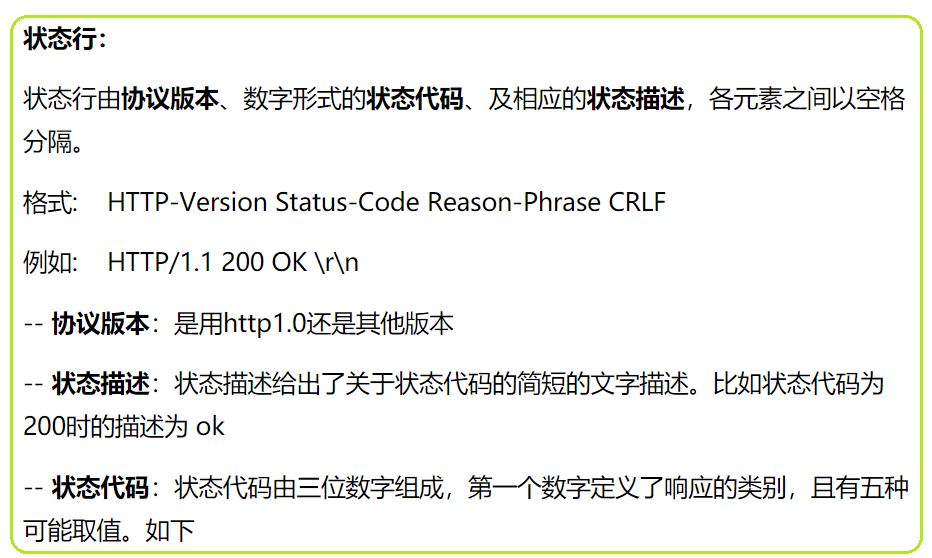 状态行：
状态行由协议版本、数字形式的状态代码、及相应的状态描述，各元素之间以空格
分隔。
格式:    HTTP-Version Status-Code Reason-Phrase CRLF
例如:    HTTP/1.1 200 OK \r\n
-- 协议版本：是用http1.0还是其他版本
-- 状态描述：状态描述给出了关于状态代码的简短的文字描述。比如状态代码为
200时的描述为 ok
-- 状态代码：状态代码由三位数字组成，第一个数字定义了响应的类别，且有五种
可能取值。如下